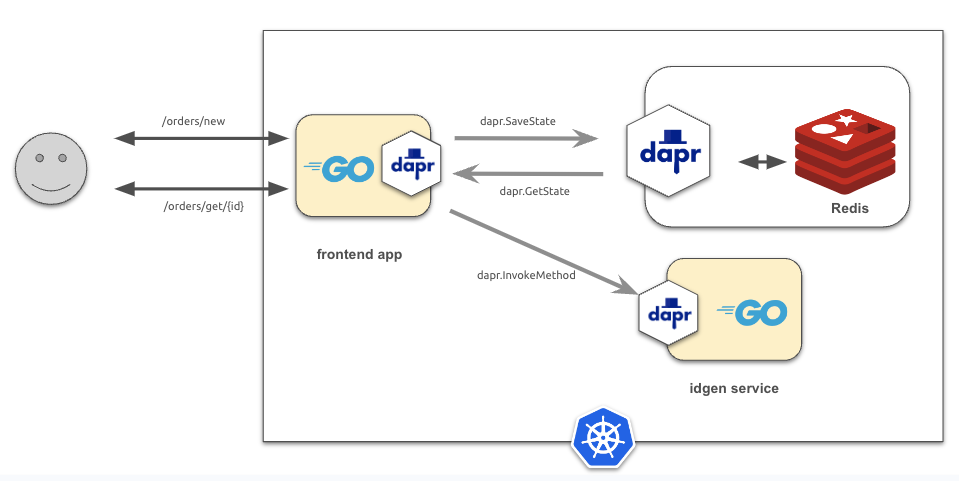 /orders/new
/orders/get/{id}
GO
dapr
frontend app
dapr.SaveState
dapr.GetState
dapr.InvokeMethod
dapr
Redis
dapr
GO
idgen service